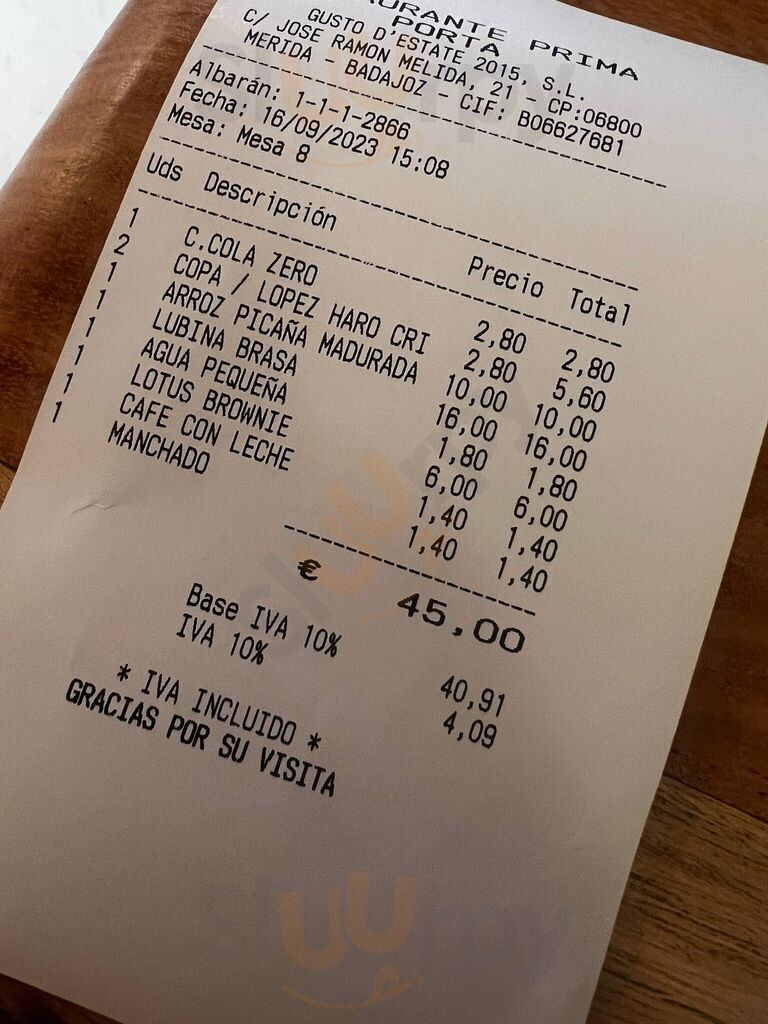 URANTE PRIMA
PORTA
GUSTO D'ESTATE 2015, S.L.
C/ JOSE RAMON MELIDA, 21 - CP:06800
MERIDA - BADAJOZ - CIF: B06627681
Albarán: 1-1-1-2866
Fecha: 16/09/2023 15:08
Mesa: Mesa 8
Uds Descripción Precio Total
1 C.COLA ZERO 2,80 2,80
2 COPA / LOPEZ HARO CRI 2,80 5,60
1 ARROZ PICAÑA MADURADA 10,00 10,00
1 LUBINA BRASA 16,00 16,00
1 AGUA PEQUEÑA 1,80 1,80
1 LOTUS BROWNIE 6,00 6,00
1 CAFE CON LECHE 1,40 1,40
1 MANCHADO 1,40 1,40
€ 45,00
Base IVA 10% 40,91
IVA 10% 4,09
* IVA INCLUIDO *
GRACIAS POR SU VISITA